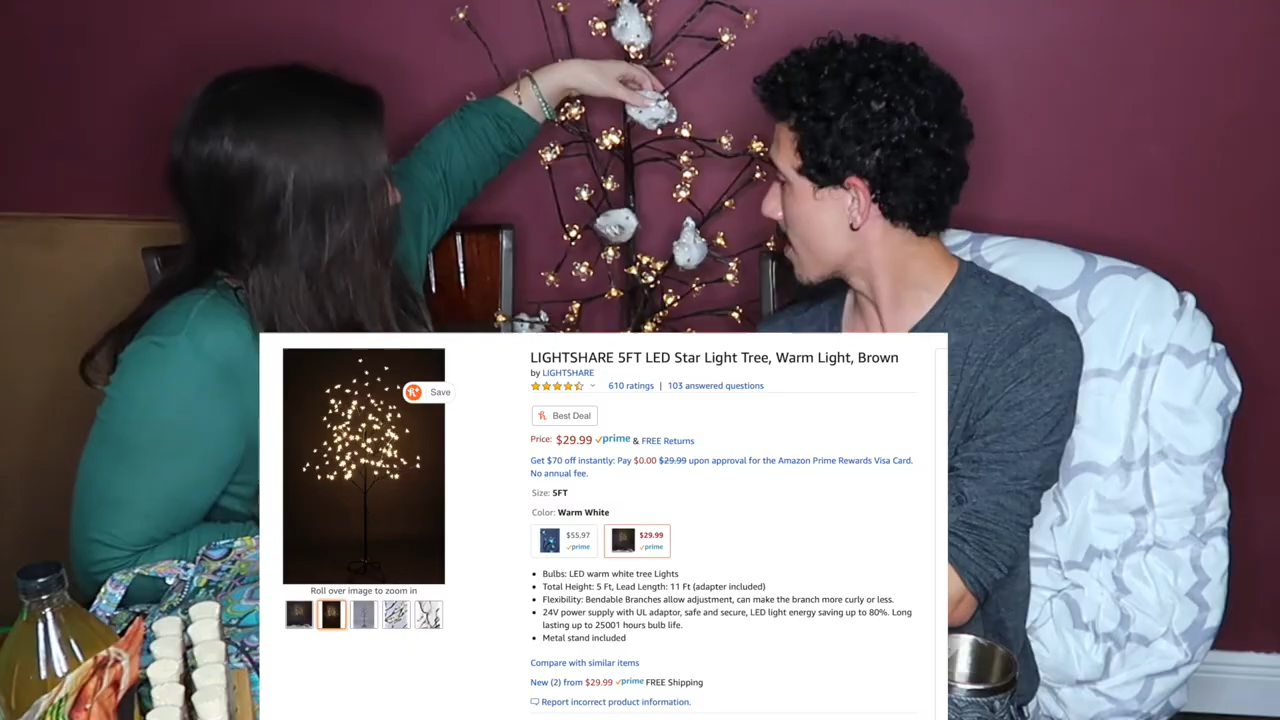 LIGHTSHARE 5FT LED Star Light Tree, Warm Light, Brown
by LIGHTSHARE
610 ratings | 103 answered questions
Save
Best Deal
Price: $29.99 prime & FREE Returns
Get $70 off instantly: Pay $0.00 $29.99 upon approval for the Amazon Prime Rewards Visa Card.
No annual fee.
Size: 5FT
Color: Warm White
$55.97 $29.99
prime prime
• Bulbs: LED warm white tree Lights
• Total Height: 5 Ft, Lead Length: 11 Ft (adapter included)
• Flexibility: Bendable Branches allow adjustment, can make the branch more curly or less.
• 24V power supply with UL adaptor, safe and secure, LED light energy saving up to 80%. Long
lasting up to 25001 hours bulb life.
• Metal stand included
Roll over image to zoom in
Compare with similar items
New (2) from $29.99 prime FREE Shipping
Report incorrect product information.